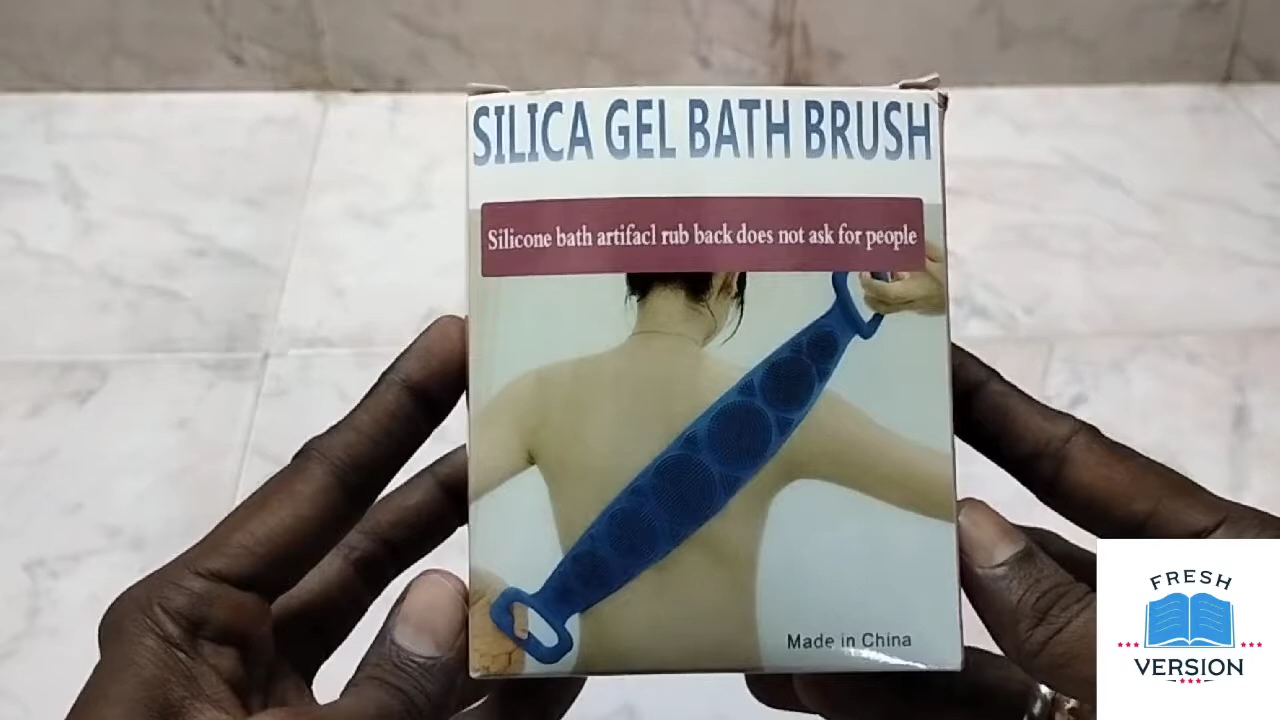 SILICA GEL BATH BRUSH
Silicone bath artifacl rub back does not ask for people
Made in China
FRESH
VERSION